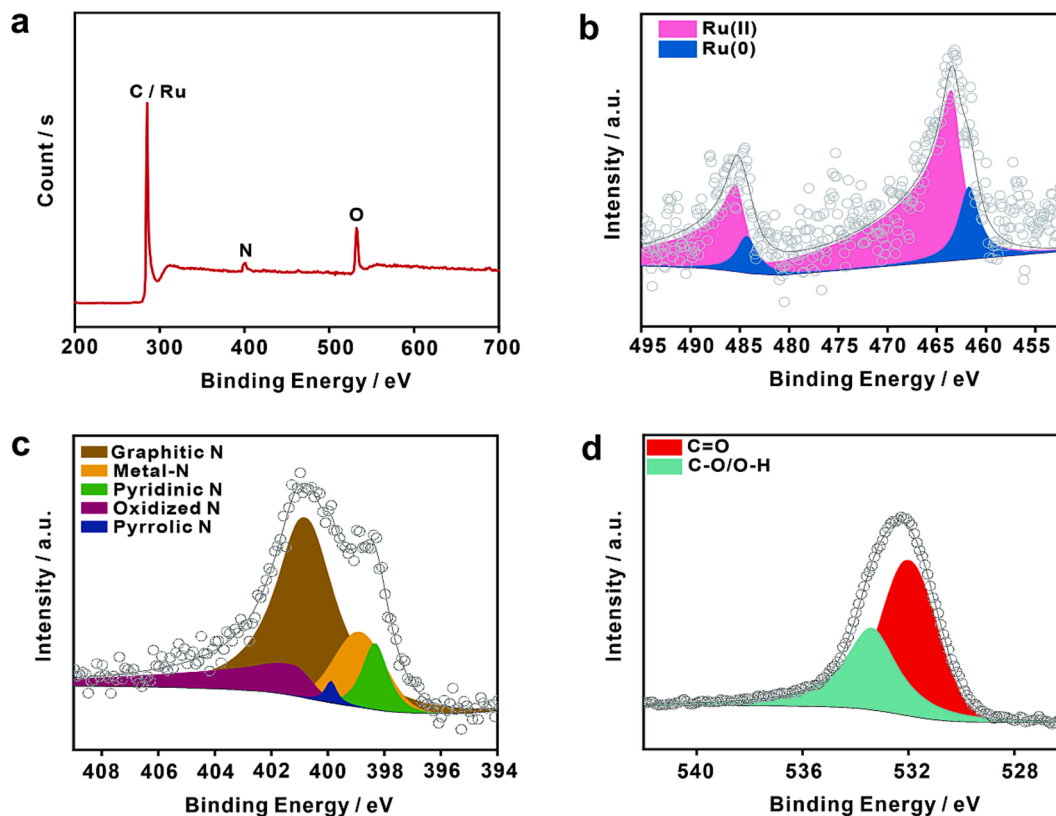 a
C / Ru
N
O
Count / s
200 300 400 500 600 700
Binding Energy / eV
b
Ru(II)
Ru(0)
Intensity / a.u.
495 490 485 480 475 470 465 460 455
Binding Energy / eV
c
Graphitic N
Metal-N
Pyridinic N
Oxidized N
Pyrrolic N
Intensity / a.u.
408 406 404 402 400 398 396 394
Binding Energy / eV
d
C=O
C-O/O-H
Intensity / a.u.
540 536 532 528
Binding Energy / eV